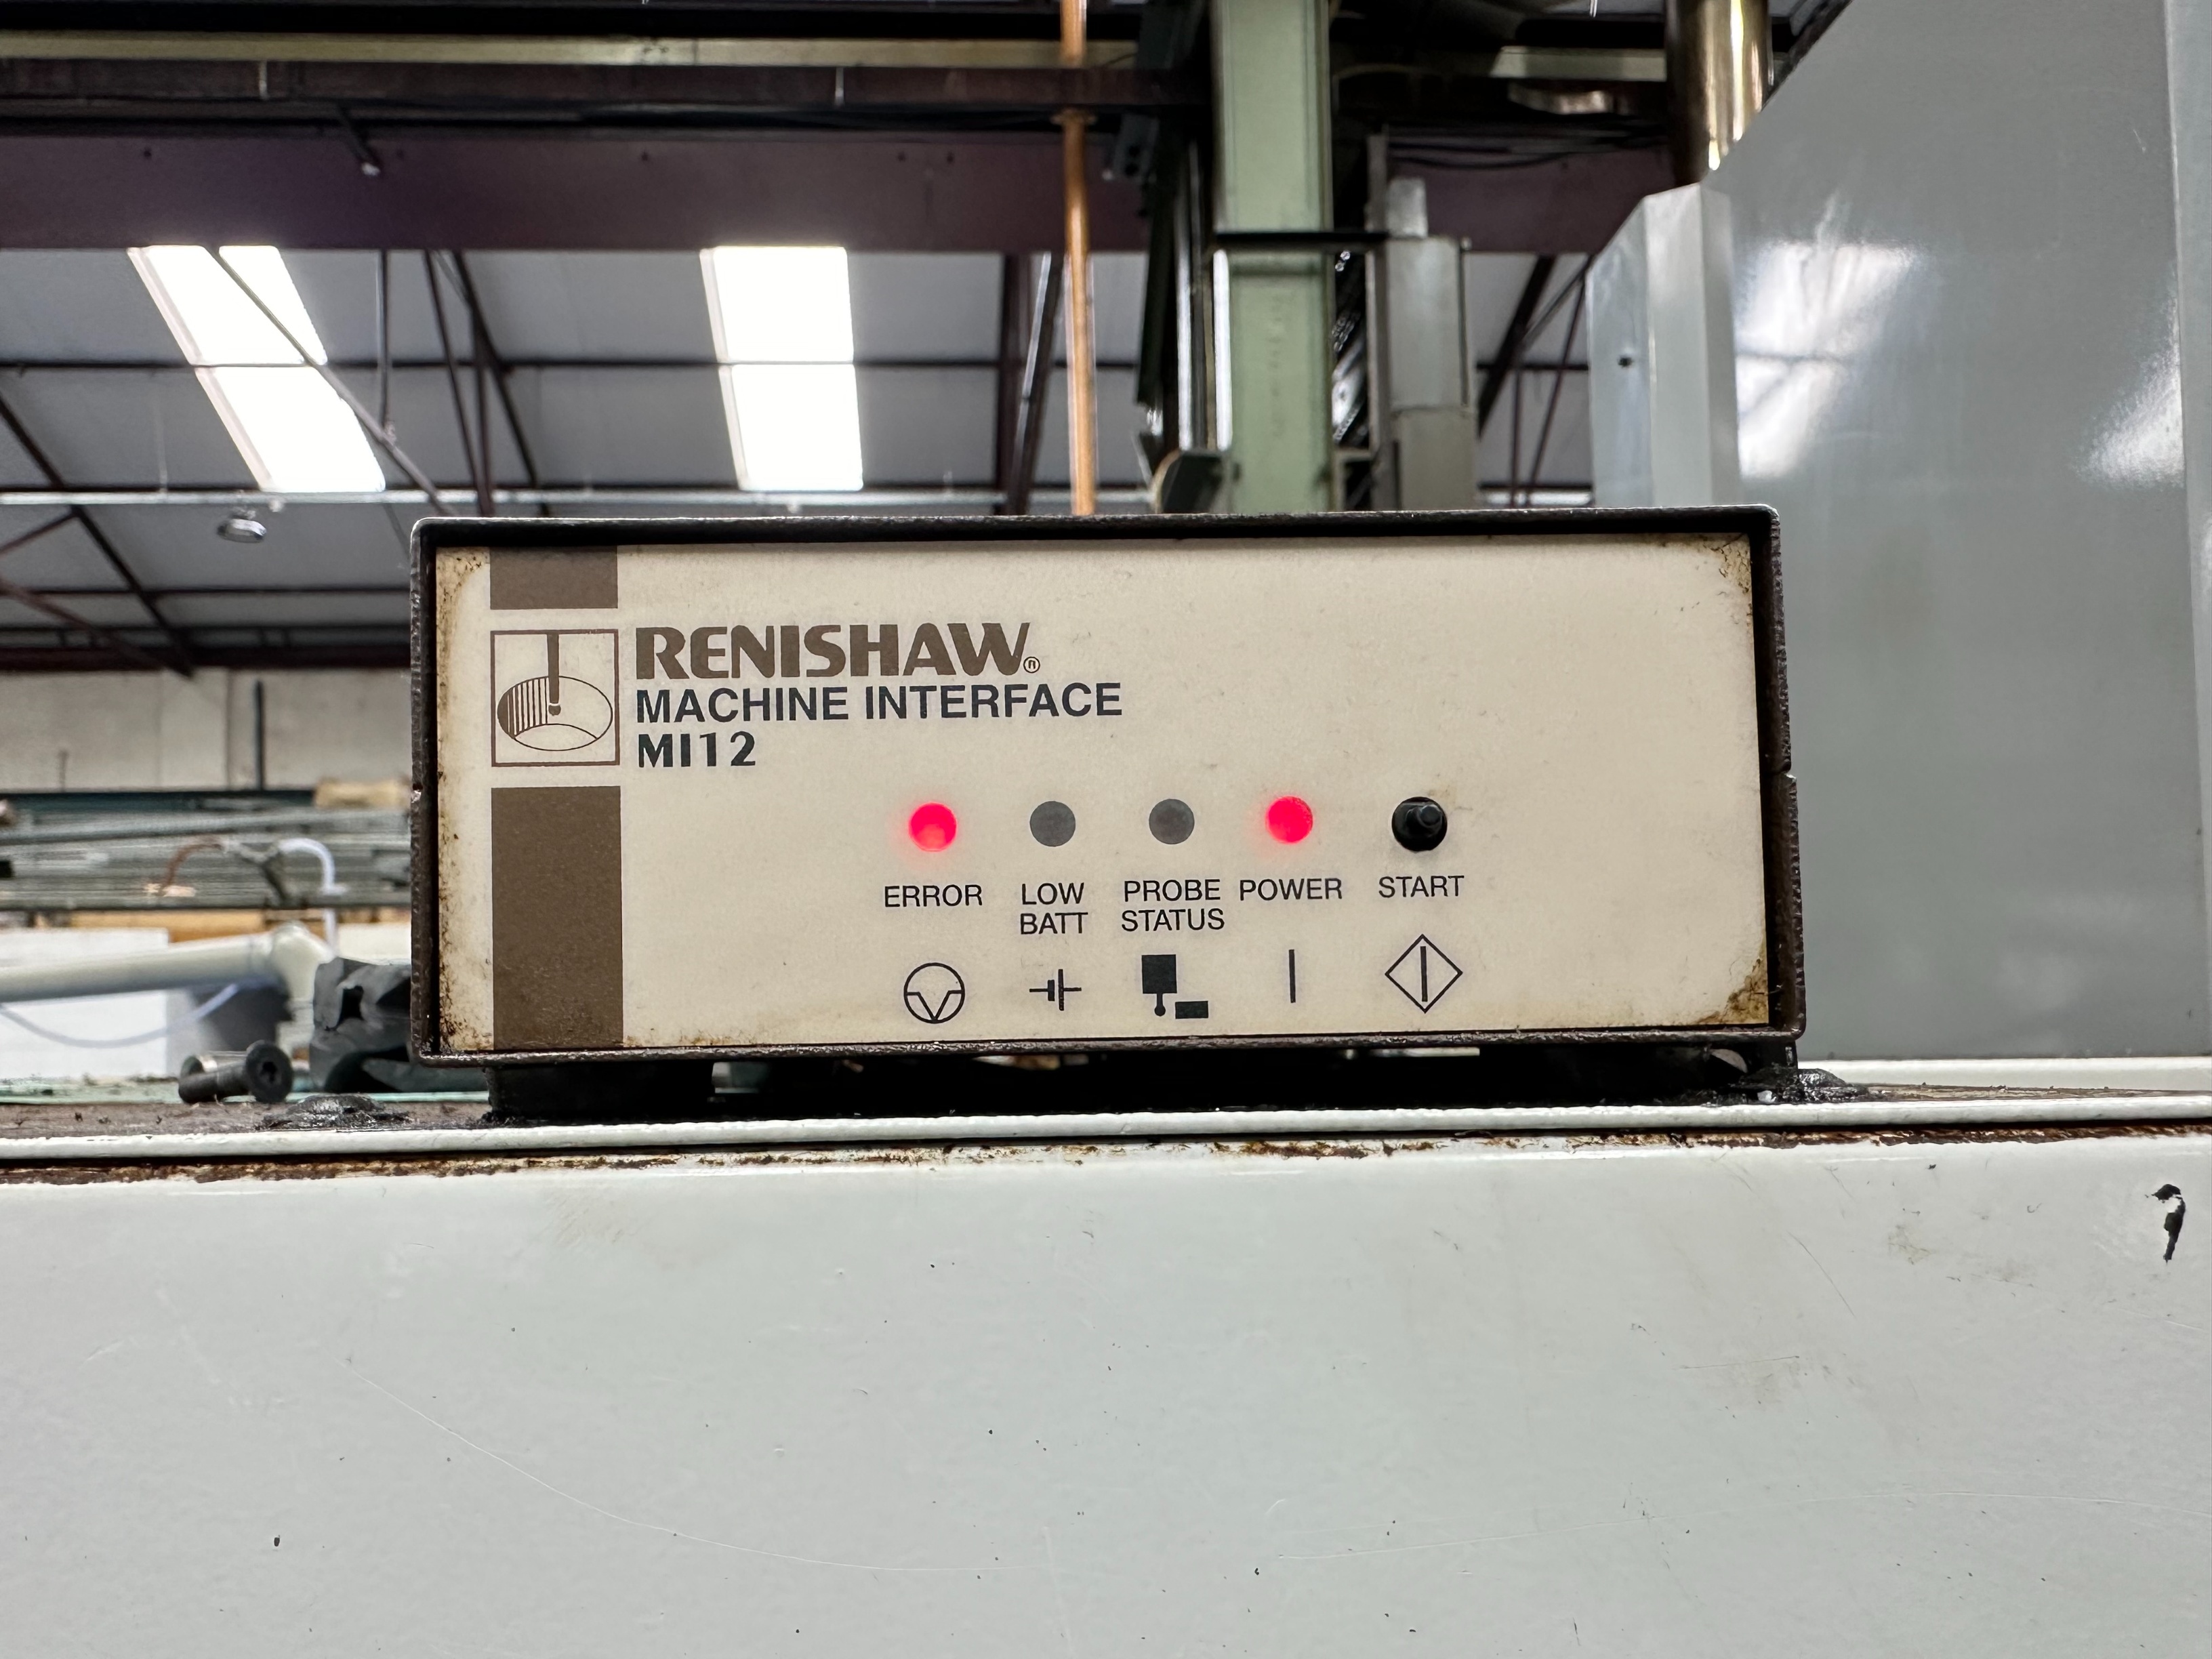 RENISHAW®
MACHINE INTERFACE
MI12
ERROR
LOW
BATT
PROBE
STATUS
POWER
START